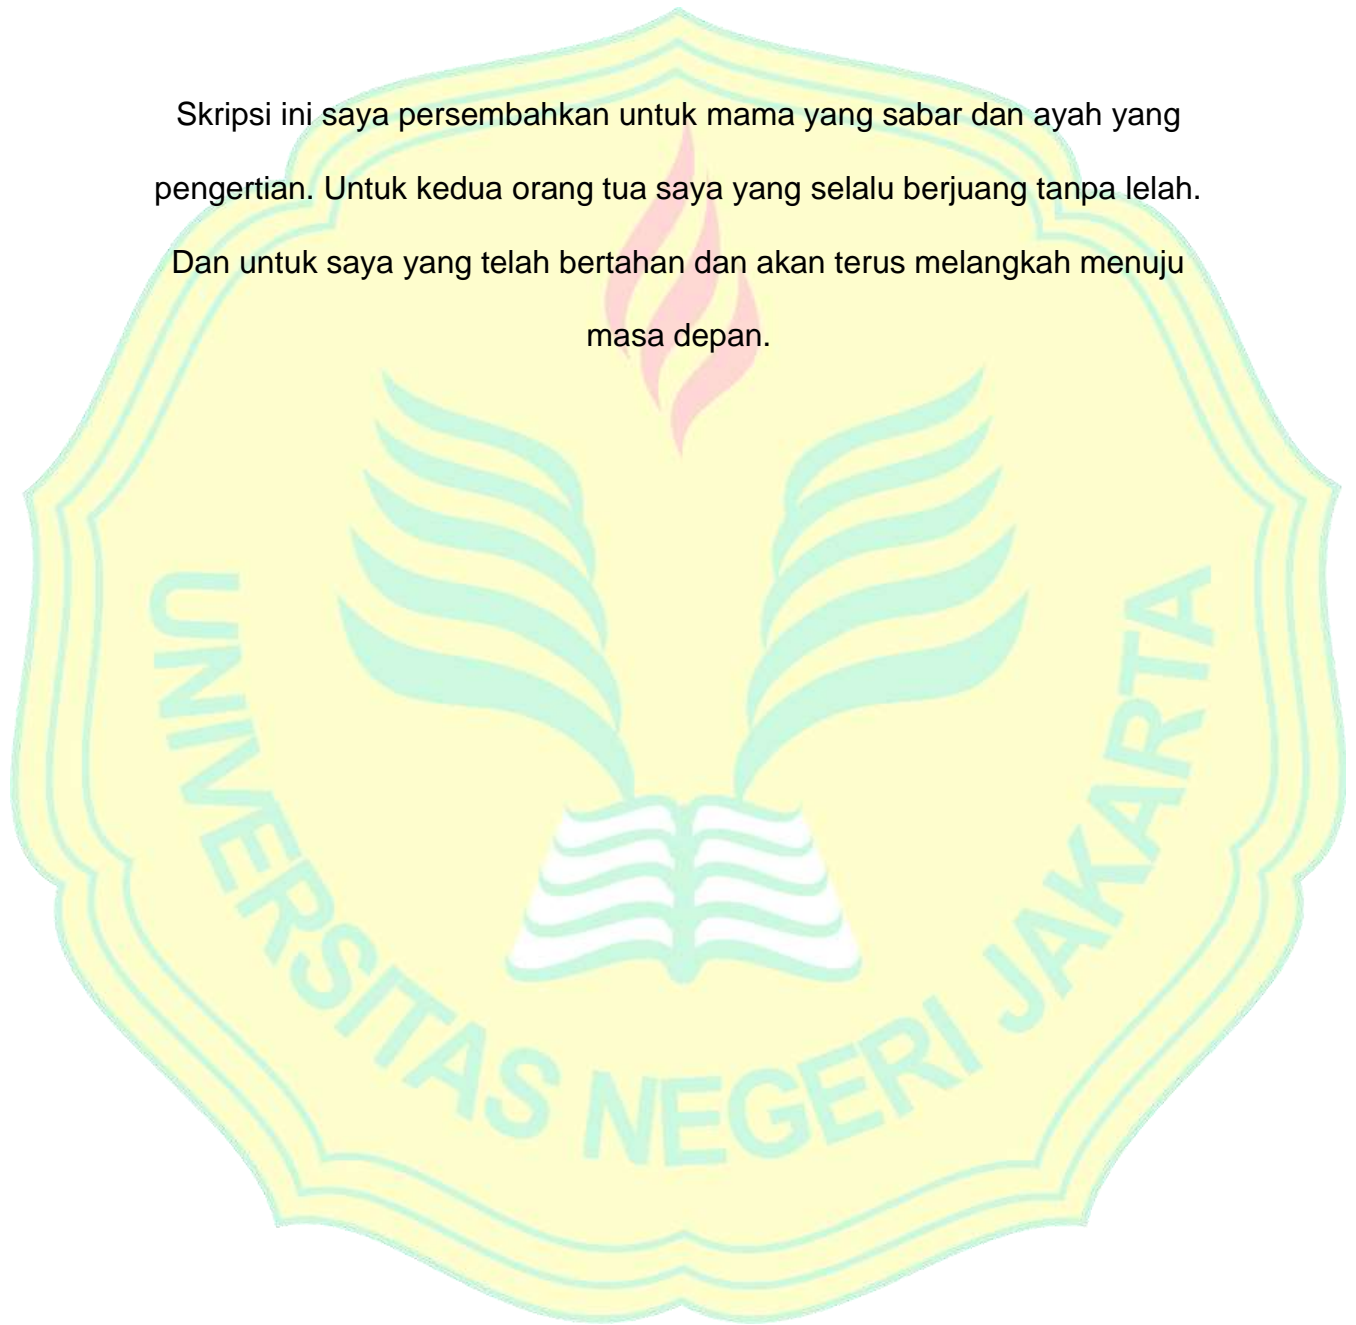 Skripsi ini saya persembahkan untuk mama yang sabar dan ayah yang
pengertian. Untuk kedua orang tua saya yang selalu berjuang tanpa lelah.
Dan untuk saya yang telah bertahan dan akan terus melangkah menuju
masa depan.
UNIVERSITAS NEGERI JAKARTA